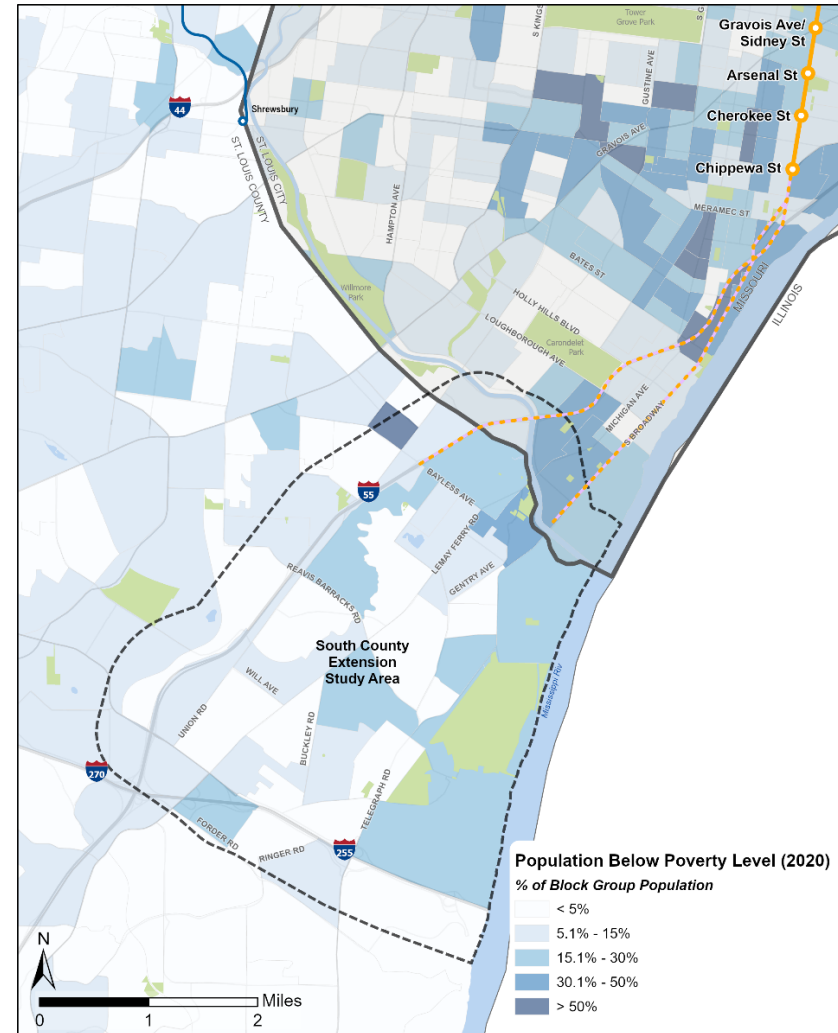 Tower
Grove Park
S KINGS
S G
Gravois Ave/
Sidney St
GUSTINE AVE
Arsenal St
44
Shrewsbury
Cherokee St
GRAVOIS AVE
ST. LOUIS CITY
ST. LOUIS COUNTY
Chippewa St
HAMPTON AVE
MERAMEC ST
BATES ST
MISSOURI
ILLINOIS
Willmore
Park
HOLLY HILLS BLVD
LOUGHBOROUGH AVE
Carondelet
Park
MICHIGAN AVE
S BROADWAY
55
BAYLESS AVE
LEMAY FERRY RD
GENTRY AVE
REAVIS BARRACKS RD
South County
Extension
Study Area
WILL AVE
Mississippi Riv
UNION RD
BUCKLEY RD
270
TELEGRAPH RD
FORDER RD
RINGER RD
255
Population Below Poverty Level (2020)
% of Block Group Population
< 5%
5.1% - 15%
15.1% - 30%
30.1% - 50%
> 50%
N
Miles
0 1 2